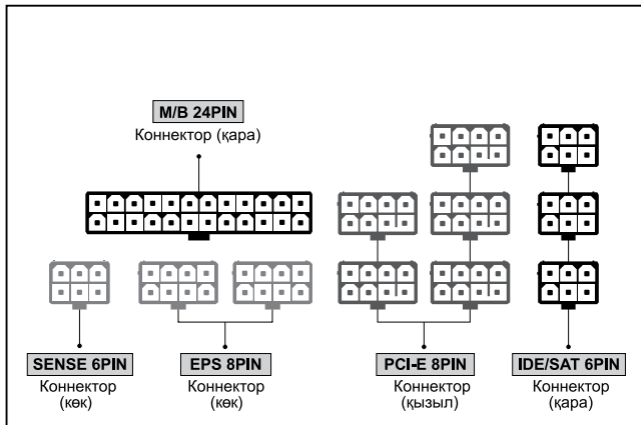 M/B 24PIN
Коннектор (қара)
SENSE 6PIN
Коннектор
(көк)
EPS 8PIN
Коннектор
(көк)
PCI-E 8PIN
Коннектор
(қызыл)
IDE/SAT 6PIN
Коннектор
(қара)